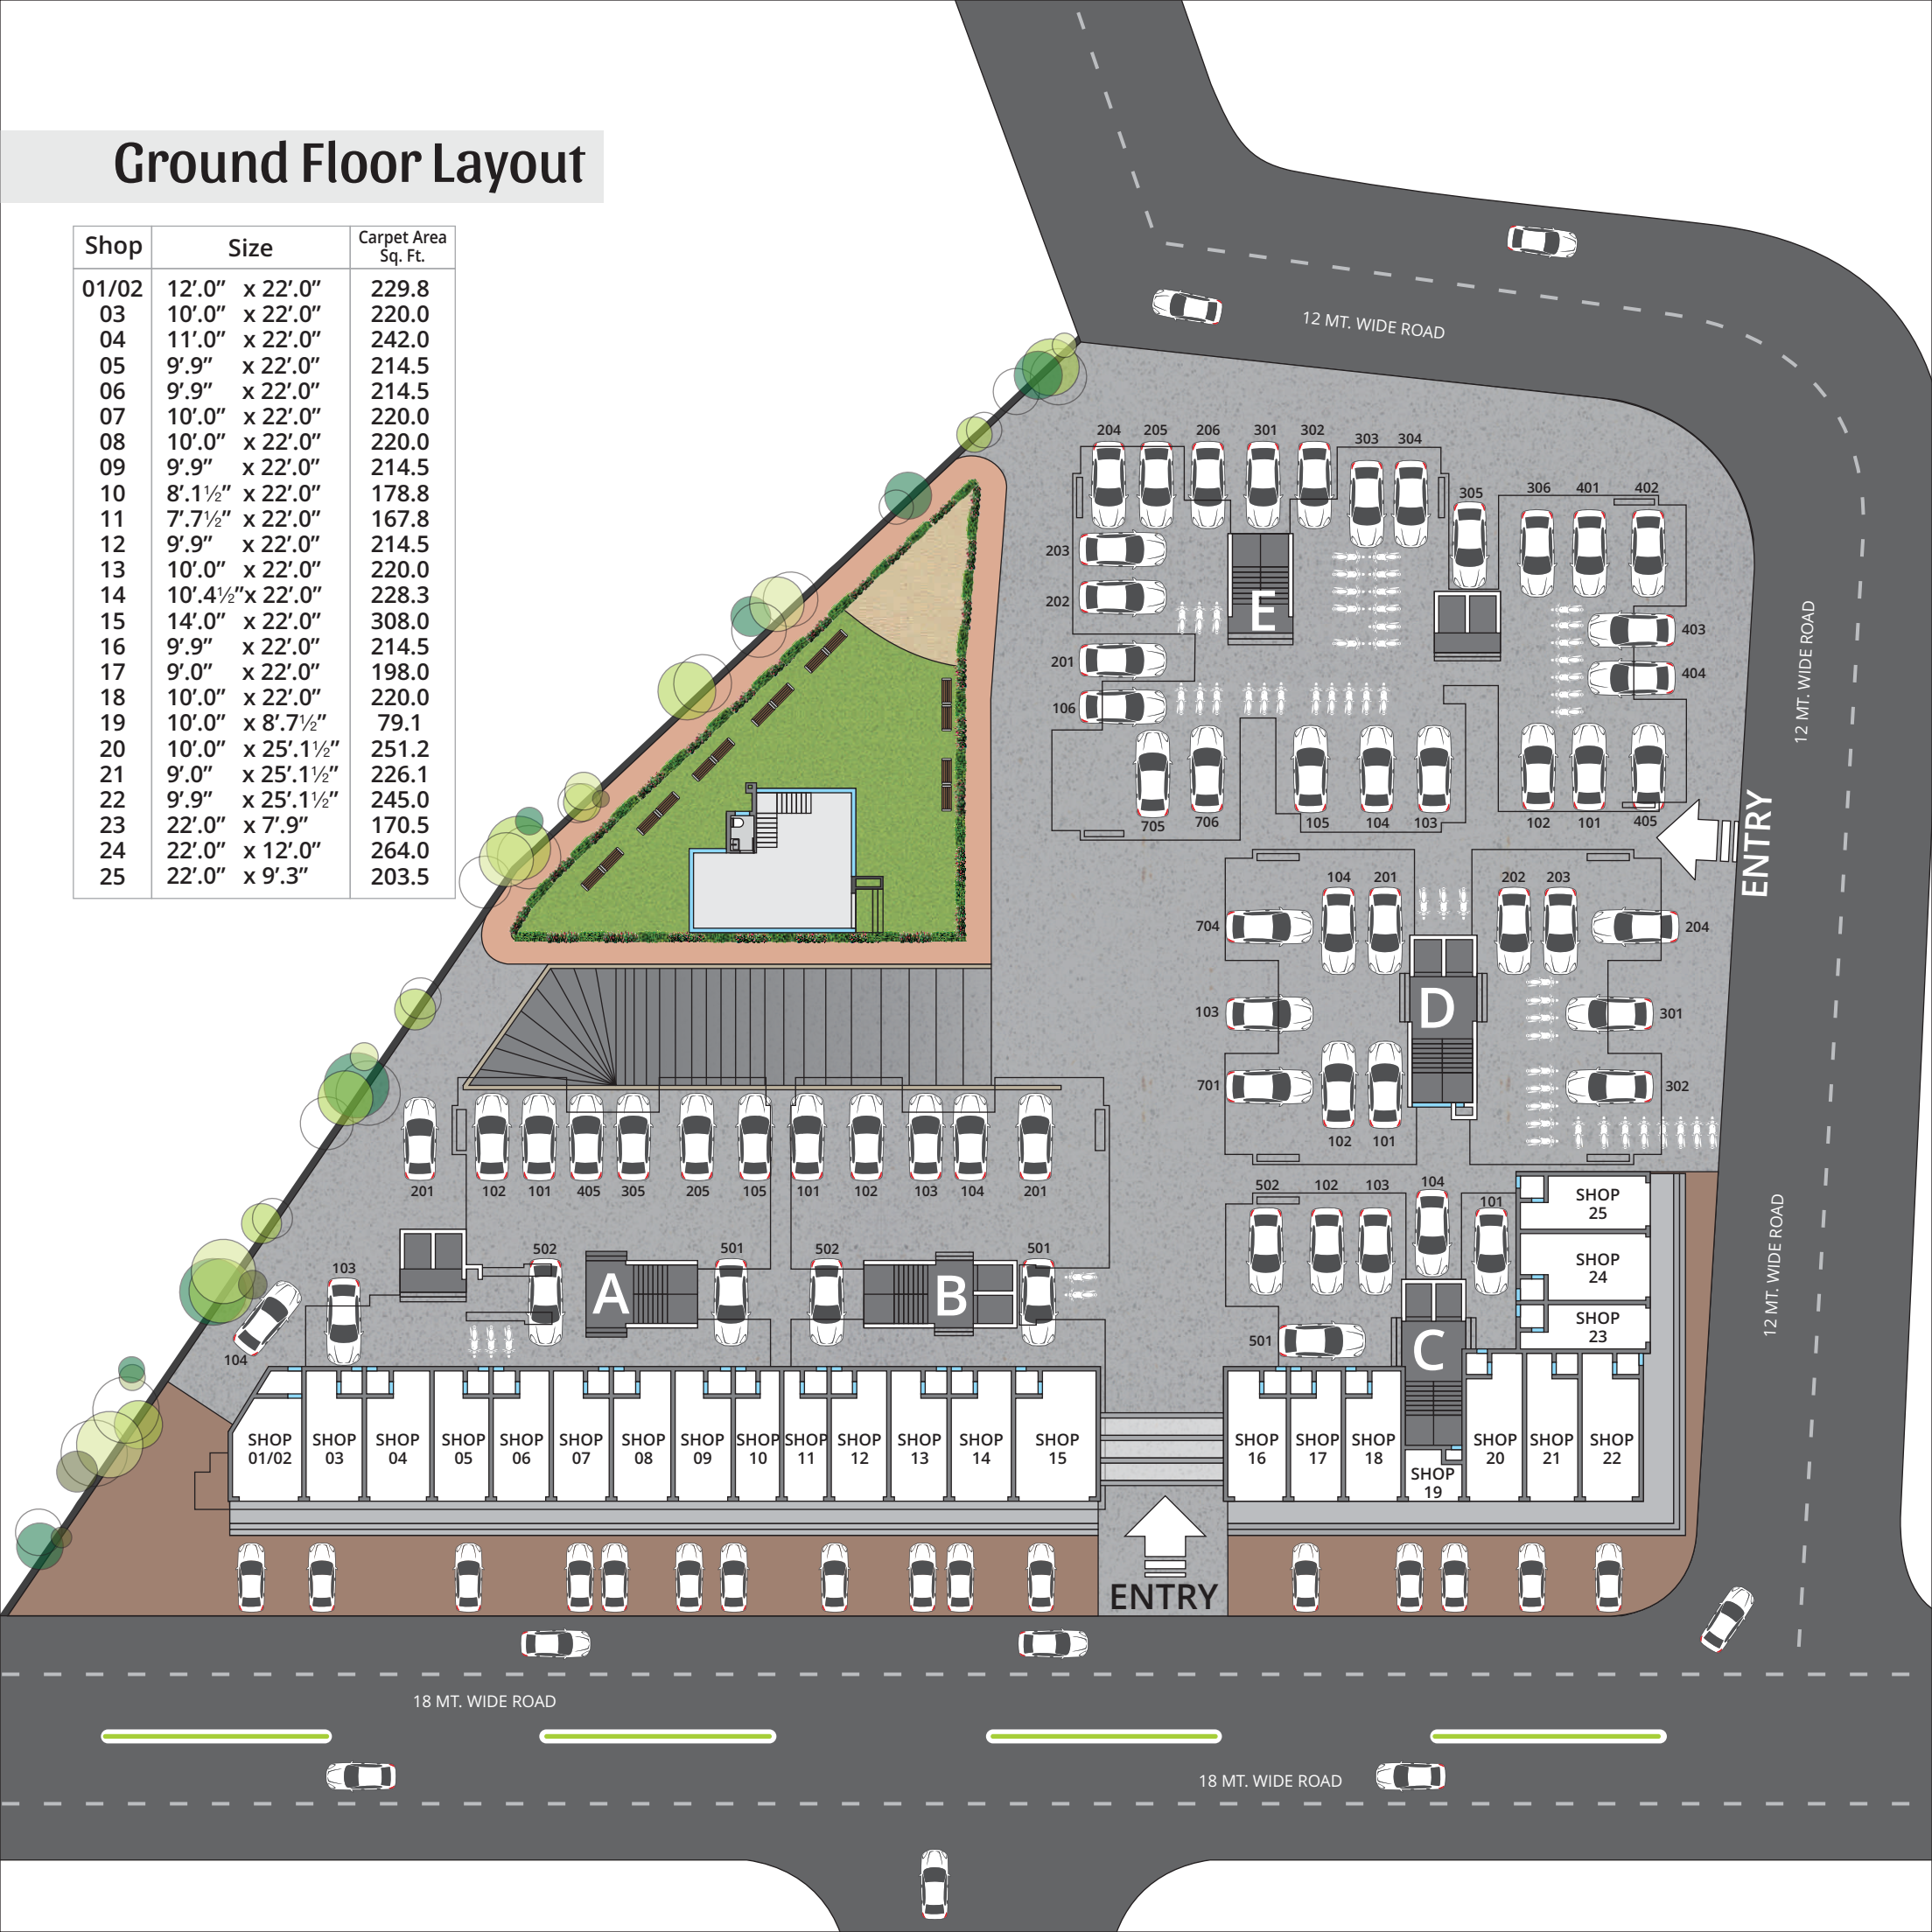 Ground Floor Layout
Shop Size Carpet Area Sq. Ft.
01/02 12'.0" x 22'.0" 229.8
03 10'.0" x 22'.0" 220.0
04 11'.0" x 22'.0" 242.0
05 9'.9" x 22'.0" 214.5
06 9'.9" x 22'.0" 214.5
07 10'.0" x 22'.0" 220.0
08 10'.0" x 22'.0" 220.0
09 9'.9" x 22'.0" 214.5
10 8'.1½" x 22'.0" 178.8
11 7'.7½" x 22'.0" 167.8
12 9'.9" x 22'.0" 214.5
13 10'.0" x 22'.0" 220.0
14 10'.4½"x 22'.0" 228.3
15 14'.0" x 22'.0" 308.0
16 9'.9" x 22'.0" 214.5
17 9'.0" x 22'.0" 198.0
18 10'.0" x 22'.0" 220.0
19 10'.0" x 8'.7½" 79.1
20 10'.0" x 25'.1½" 251.2
21 9'.0" x 25'.1½" 226.1
22 9'.9" x 25'.1½" 245.0
23 22'.0" x 7'.9" 170.5
24 22'.0" x 12'.0" 264.0
25 22'.0" x 9'.3" 203.5
12 MT. WIDE ROAD
204 205 206 301 302 303 304
305 306 401 402
203
202
E
403
201
404
106
12 MT. WIDE ROAD
705 706 105 104 103 102 101 405
ENTRY
104 201 202 203
704
204
103
D
301
701
302
102 101
201 102 101 405 305 205 105 101 102 103 104 201
502 102 103 104 101
SHOP
25
12 MT. WIDE ROAD
502 501 502 501
103
SHOP
24
A
B
SHOP
23
104
501
C
SHOP
01/02
SHOP
03
SHOP
04
SHOP
05
SHOP
06
SHOP
07
SHOP
08
SHOP
09
SHOP
10
SHOP
11
SHOP
12
SHOP
13
SHOP
14
SHOP
15
SHOP
16
SHOP
17
SHOP
18
SHOP
19
SHOP
20
SHOP
21
SHOP
22
ENTRY
18 MT. WIDE ROAD
18 MT. WIDE ROAD